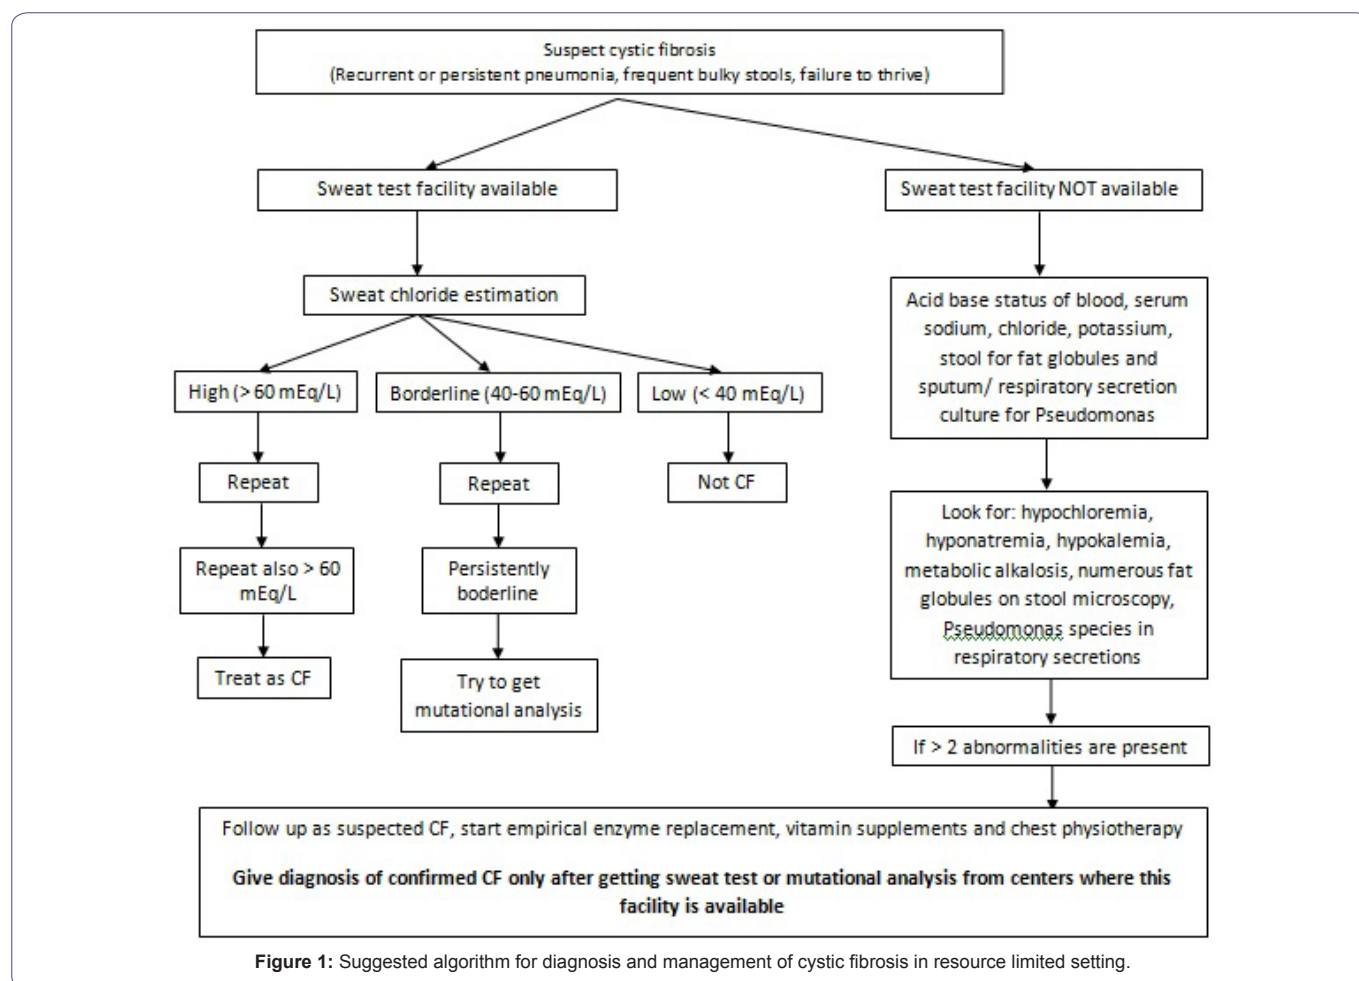 Suspect cystic fibrosis
(Recurrent or persistent pneumonia, frequent bulky stools, failure to thrive)
Sweat test facility available
Sweat test facility NOT available
Sweat chloride estimation
Acid base status of blood, serum
sodium, chloride, potassium,
stool for fat globules and
sputum/ respiratory secretion
culture for Pseudomonas
High (> 60 mEq/L)
Borderline (40-60 mEq/L)
Low (< 40 mEq/L)
Repeat
Repeat
Not CF
Look for: hypochloremia,
hyponatremia, hypokalemia,
metabolic alkalosis, numerous fat
globules on stool microscopy,
Pseudomonas species in
respiratory secretions
Repeat also > 60
mEq/L
Persistently
boderline
Treat as CF
Try to get
mutational analysis
If > 2 abnormalities are present
Follow up as suspected CF, start empirical enzyme replacement, vitamin supplements and chest physiotherapy
Give diagnosis of confirmed CF only after getting sweat test or mutational analysis from centers where this
facility is available
Figure 1: Suggested algorithm for diagnosis and management of cystic fibrosis in resource limited setting.